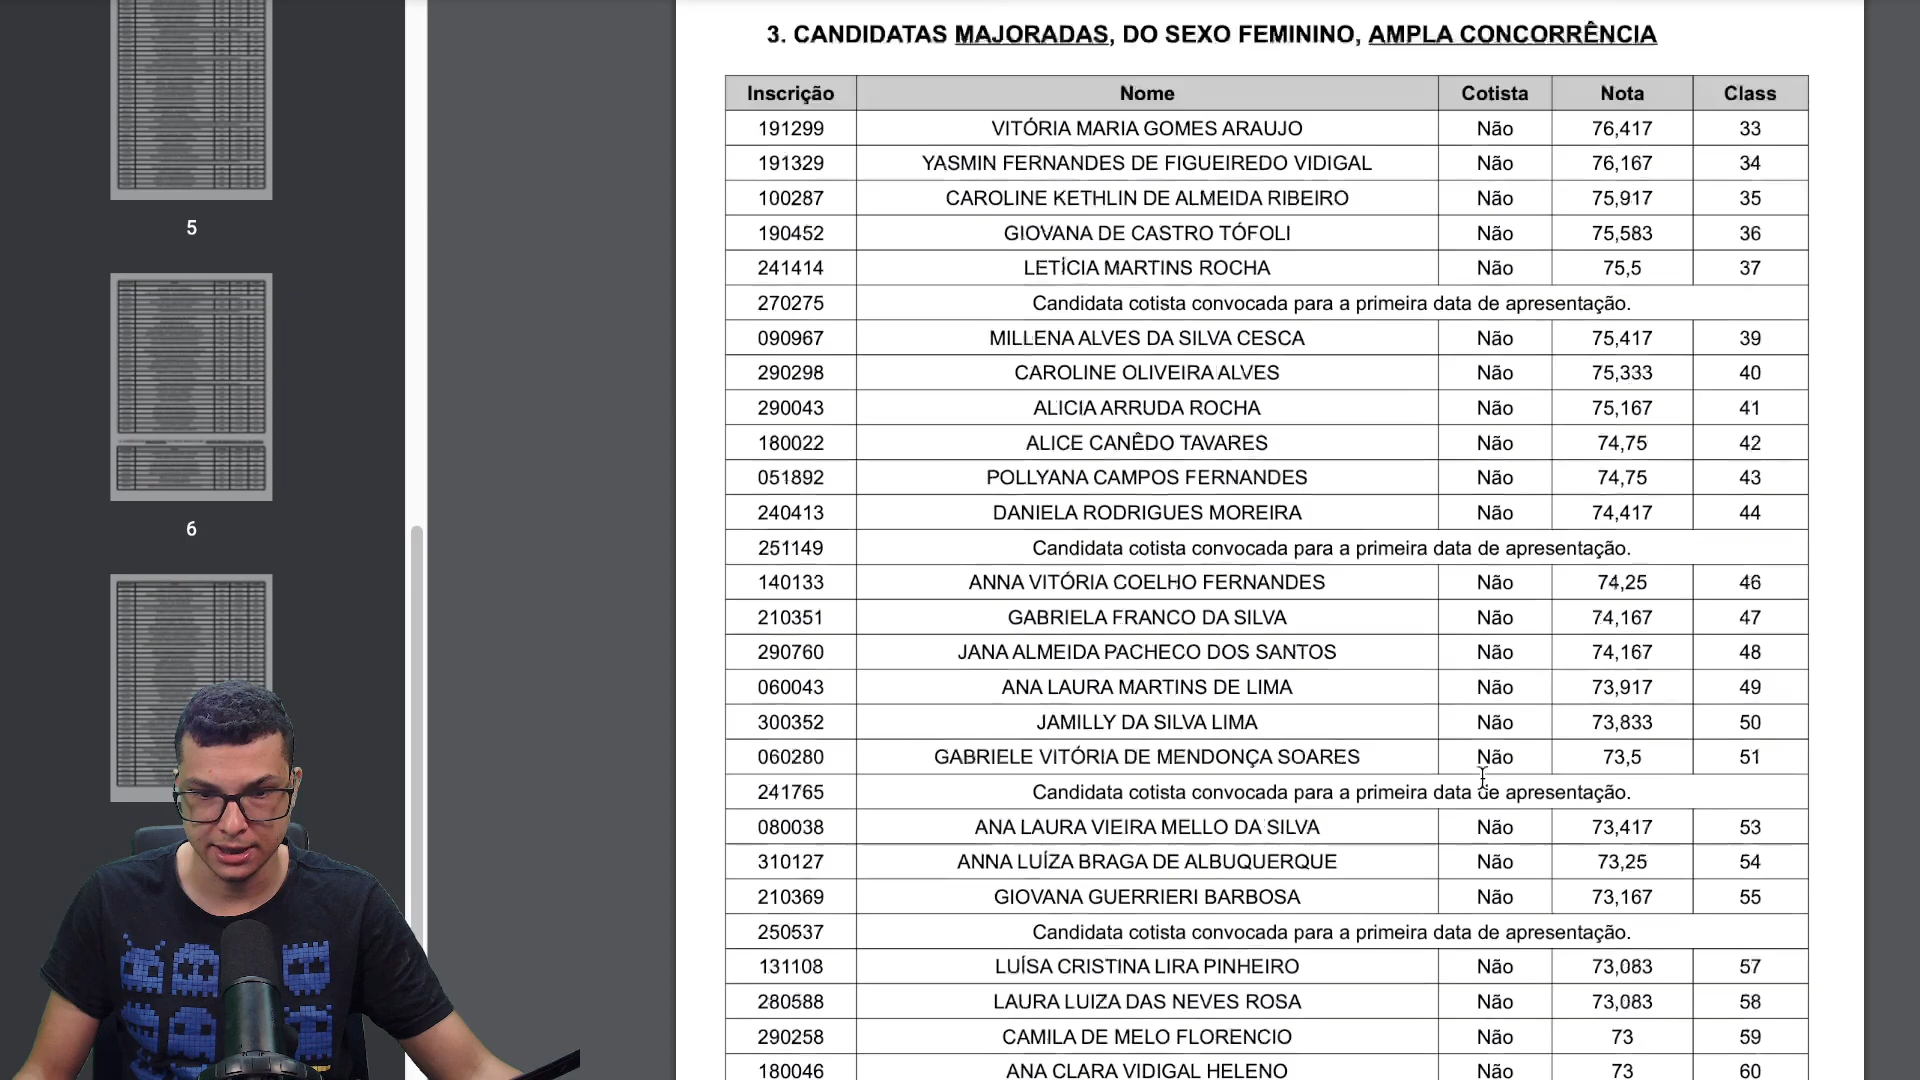 3. CANDIDATAS MAJORADAS, DO SEXO FEMININO, AMPLA CONCORRÊNCIA
Inscrição Nome Cotista Nota Class
191299 VITÓRIA MARIA GOMES ARAUJO Não 76,417 33
191329 YASMIN FERNANDES DE FIGUEIREDO VIDIGAL Não 76,167 34
100287 CAROLINE KETHLIN DE ALMEIDA RIBEIRO Não 75,917 35
190452 GIOVANA DE CASTRO TÓFOLI Não 75,583 36
241414 LETÍCIA MARTINS ROCHA Não 75,5 37
270275 Candidata cotista convocada para a primeira data de apresentação.
090967 MILLENA ALVES DA SILVA CESCA Não 75,417 39
290298 CAROLINE OLIVEIRA ALVES Não 75,333 40
290043 ALICIA ARRUDA ROCHA Não 75,167 41
180022 ALICE CANÊDO TAVARES Não 74,75 42
051892 POLLYANA CAMPOS FERNANDES Não 74,75 43
240413 DANIELA RODRIGUES MOREIRA Não 74,417 44
251149 Candidata cotista convocada para a primeira data de apresentação.
140133 ANNA VITÓRIA COELHO FERNANDES Não 74,25 46
210351 GABRIELA FRANCO DA SILVA Não 74,167 47
290760 JANA ALMEIDA PACHECO DOS SANTOS Não 74,167 48
060043 ANA LAURA MARTINS DE LIMA Não 73,917 49
300352 JAMILLY DA SILVA LIMA Não 73,833 50
060280 GABRIELE VITÓRIA DE MENDONÇA SOARES Não 73,5 51
241765 Candidata cotista convocada para a primeira data de apresentação.
080038 ANA LAURA VIEIRA MELLO DA SILVA Não 73,417 53
310127 ANNA LUÍZA BRAGA DE ALBUQUERQUE Não 73,25 54
210369 GIOVANA GUERRIERI BARBOSA Não 73,167 55
250537 Candidata cotista convocada para a primeira data de apresentação.
131108 LUÍSA CRISTINA LIRA PINHEIRO Não 73,083 57
280588 LAURA LUIZA DAS NEVES ROSA Não 73,083 58
290258 CAMILA DE MELO FLORENCIO Não 73 59
180046 ANA CLARA VIDIGAL HELENO Não 73 60
5
6